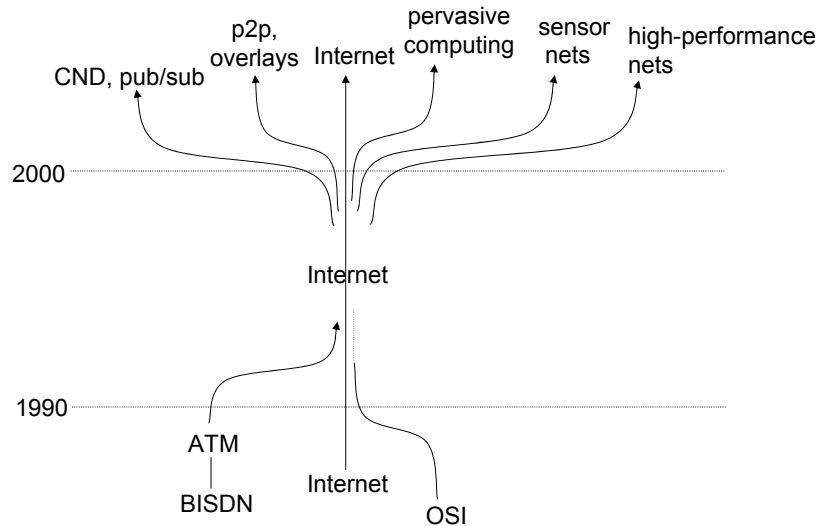 p2p,
overlays
Internet
pervasive
computing
sensor
nets
high-performance
nets
CND, pub/sub
2000
Internet
1990
ATM
BISDN
Internet
OSI